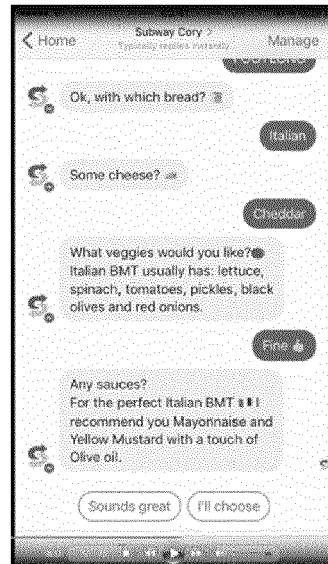 Home
Subway Cory >
Manage
Typically replies instantly
Ok, with which bread?
Italian
Some cheese?
Cheddar
What veggies would you like?
Italian BMT usually has: lettuce,
spinach, tomatoes, pickles, black
olives and red onions.
Fine 👍
Any sauces?
For the perfect Italian BMT
recommend you Mayonnaise and
Yellow Mustard with a touch of
Olive oil.
Sounds great
I'll choose